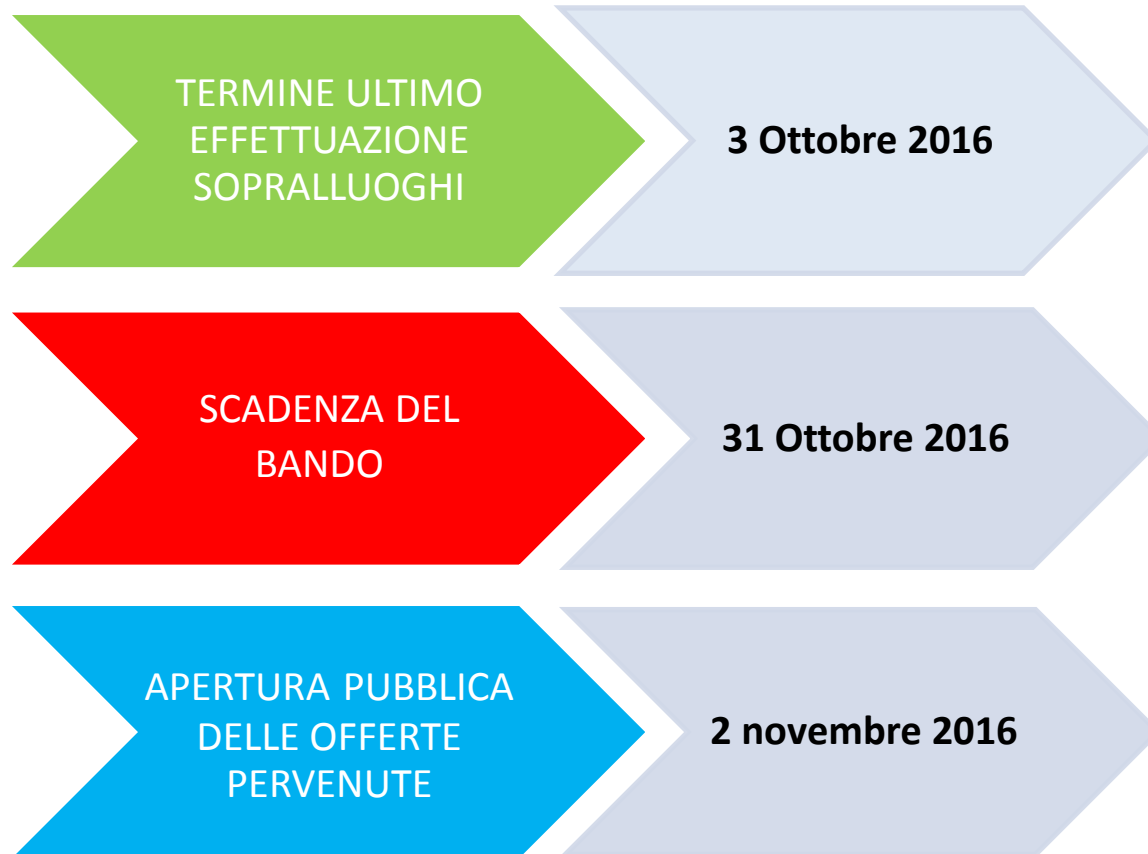 TERMINE ULTIMO
EFFETTUAZIONE
SOPRALLUOGHI
3 Ottobre 2016
SCADENZA DEL
BANDO
31 Ottobre 2016
APERTURA PUBBLICA
DELLE OFFERTE
PERVENUTE
2 novembre 2016